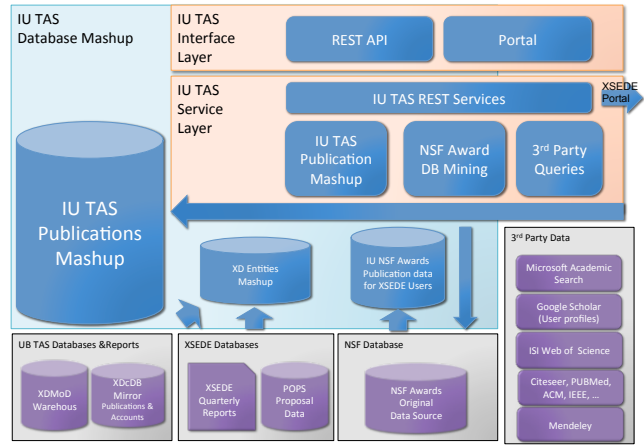 IU TAS
Database Mashup
IU TAS
Interface
Layer
REST API
Portal
IU TAS
Service
Layer
IU TAS REST Services
XSEDE
Portal
IU TAS
Publication
Mashup
NSF Award
DB Mining
3rd Party
Queries
IU TAS
Publications
Mashup
XD Entities
Mashup
IU NSF Awards
Publication data
for XSEDE Users
3rd Party Data
Microsoft Academic
Search
Google Scholar
(User profiles)
ISI Web of Science
Citeseer, PUBMed,
ACM, IEEE, ...
Mendeley
UB TAS Databases &Reports
XDMoD
Warehous
XDcDB
Mirror
Publications &
Accounts
XSEDE Databases
XSEDE
Quarterly
Reports
POPS
Proposal
Data
NSF Database
NSF Awards
Original
Data Source